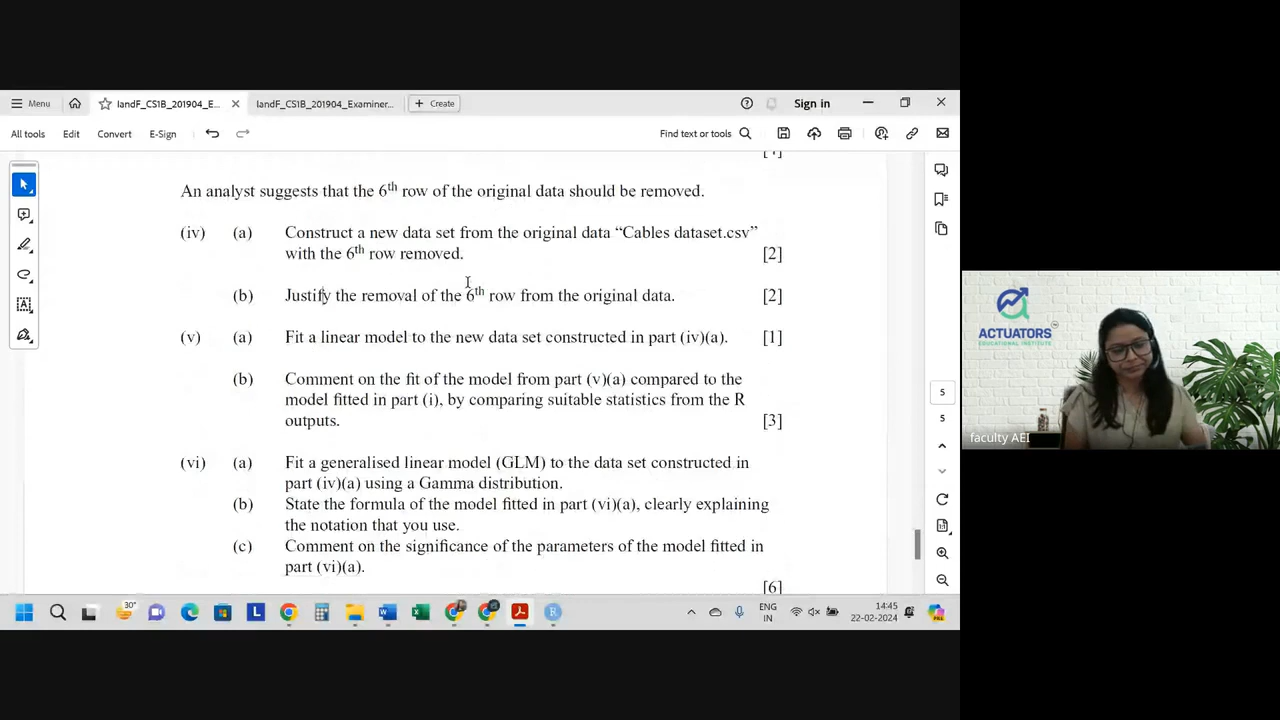 Menu
IandF_CS1B_201904_E...
IandF_CS1B_201904_Examiner...
Create
Sign in
All tools
Edit
Convert
E-Sign
Find text or tools
An analyst suggests that the 6th row of the original data should be removed.
(iv) (a) Construct a new data set from the original data “Cables dataset.csv”
with the 6th row removed. [2]
(b) Justify the removal of the 6th row from the original data. [2]
(v) (a) Fit a linear model to the new data set constructed in part (iv)(a). [1]
(b) Comment on the fit of the model from part (v)(a) compared to the
model fitted in part (i), by comparing suitable statistics from the R
outputs. [3]
(vi) (a) Fit a generalised linear model (GLM) to the data set constructed in
part (iv)(a) using a Gamma distribution.
(b) State the formula of the model fitted in part (vi)(a), clearly explaining
the notation that you use.
(c) Comment on the significance of the parameters of the model fitted in
part (vi)(a).
[6]
5
5
ACTUATORS
EDUCATIONAL INSTITUTE
faculty AEI
30°
ENG
IN
14:45
22-02-2024